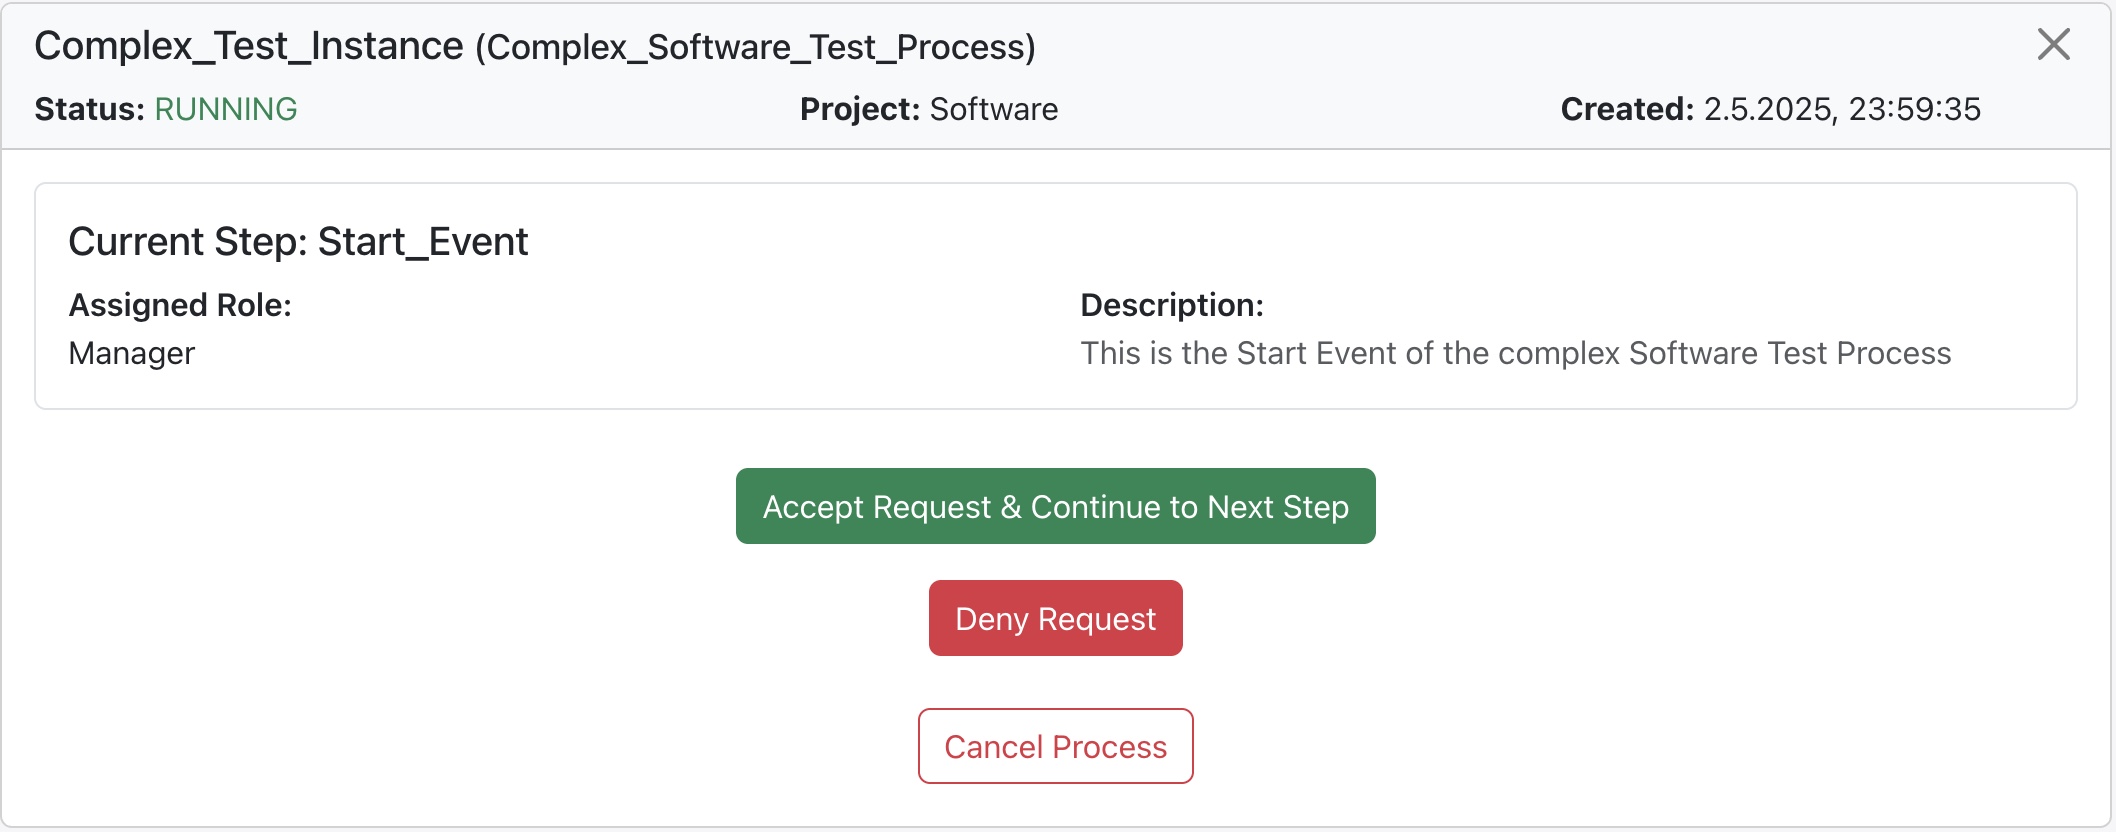 Complex_Test_Instance (Complex_Software_Test_Process)
Status: RUNNING Project: Software Created: 2.5.2025, 23:59:35
Current Step: Start_Event
Assigned Role: Description:
Manager This is the Start Event of the complex Software Test Process
Accept Request & Continue to Next Step
Deny Request
Cancel Process